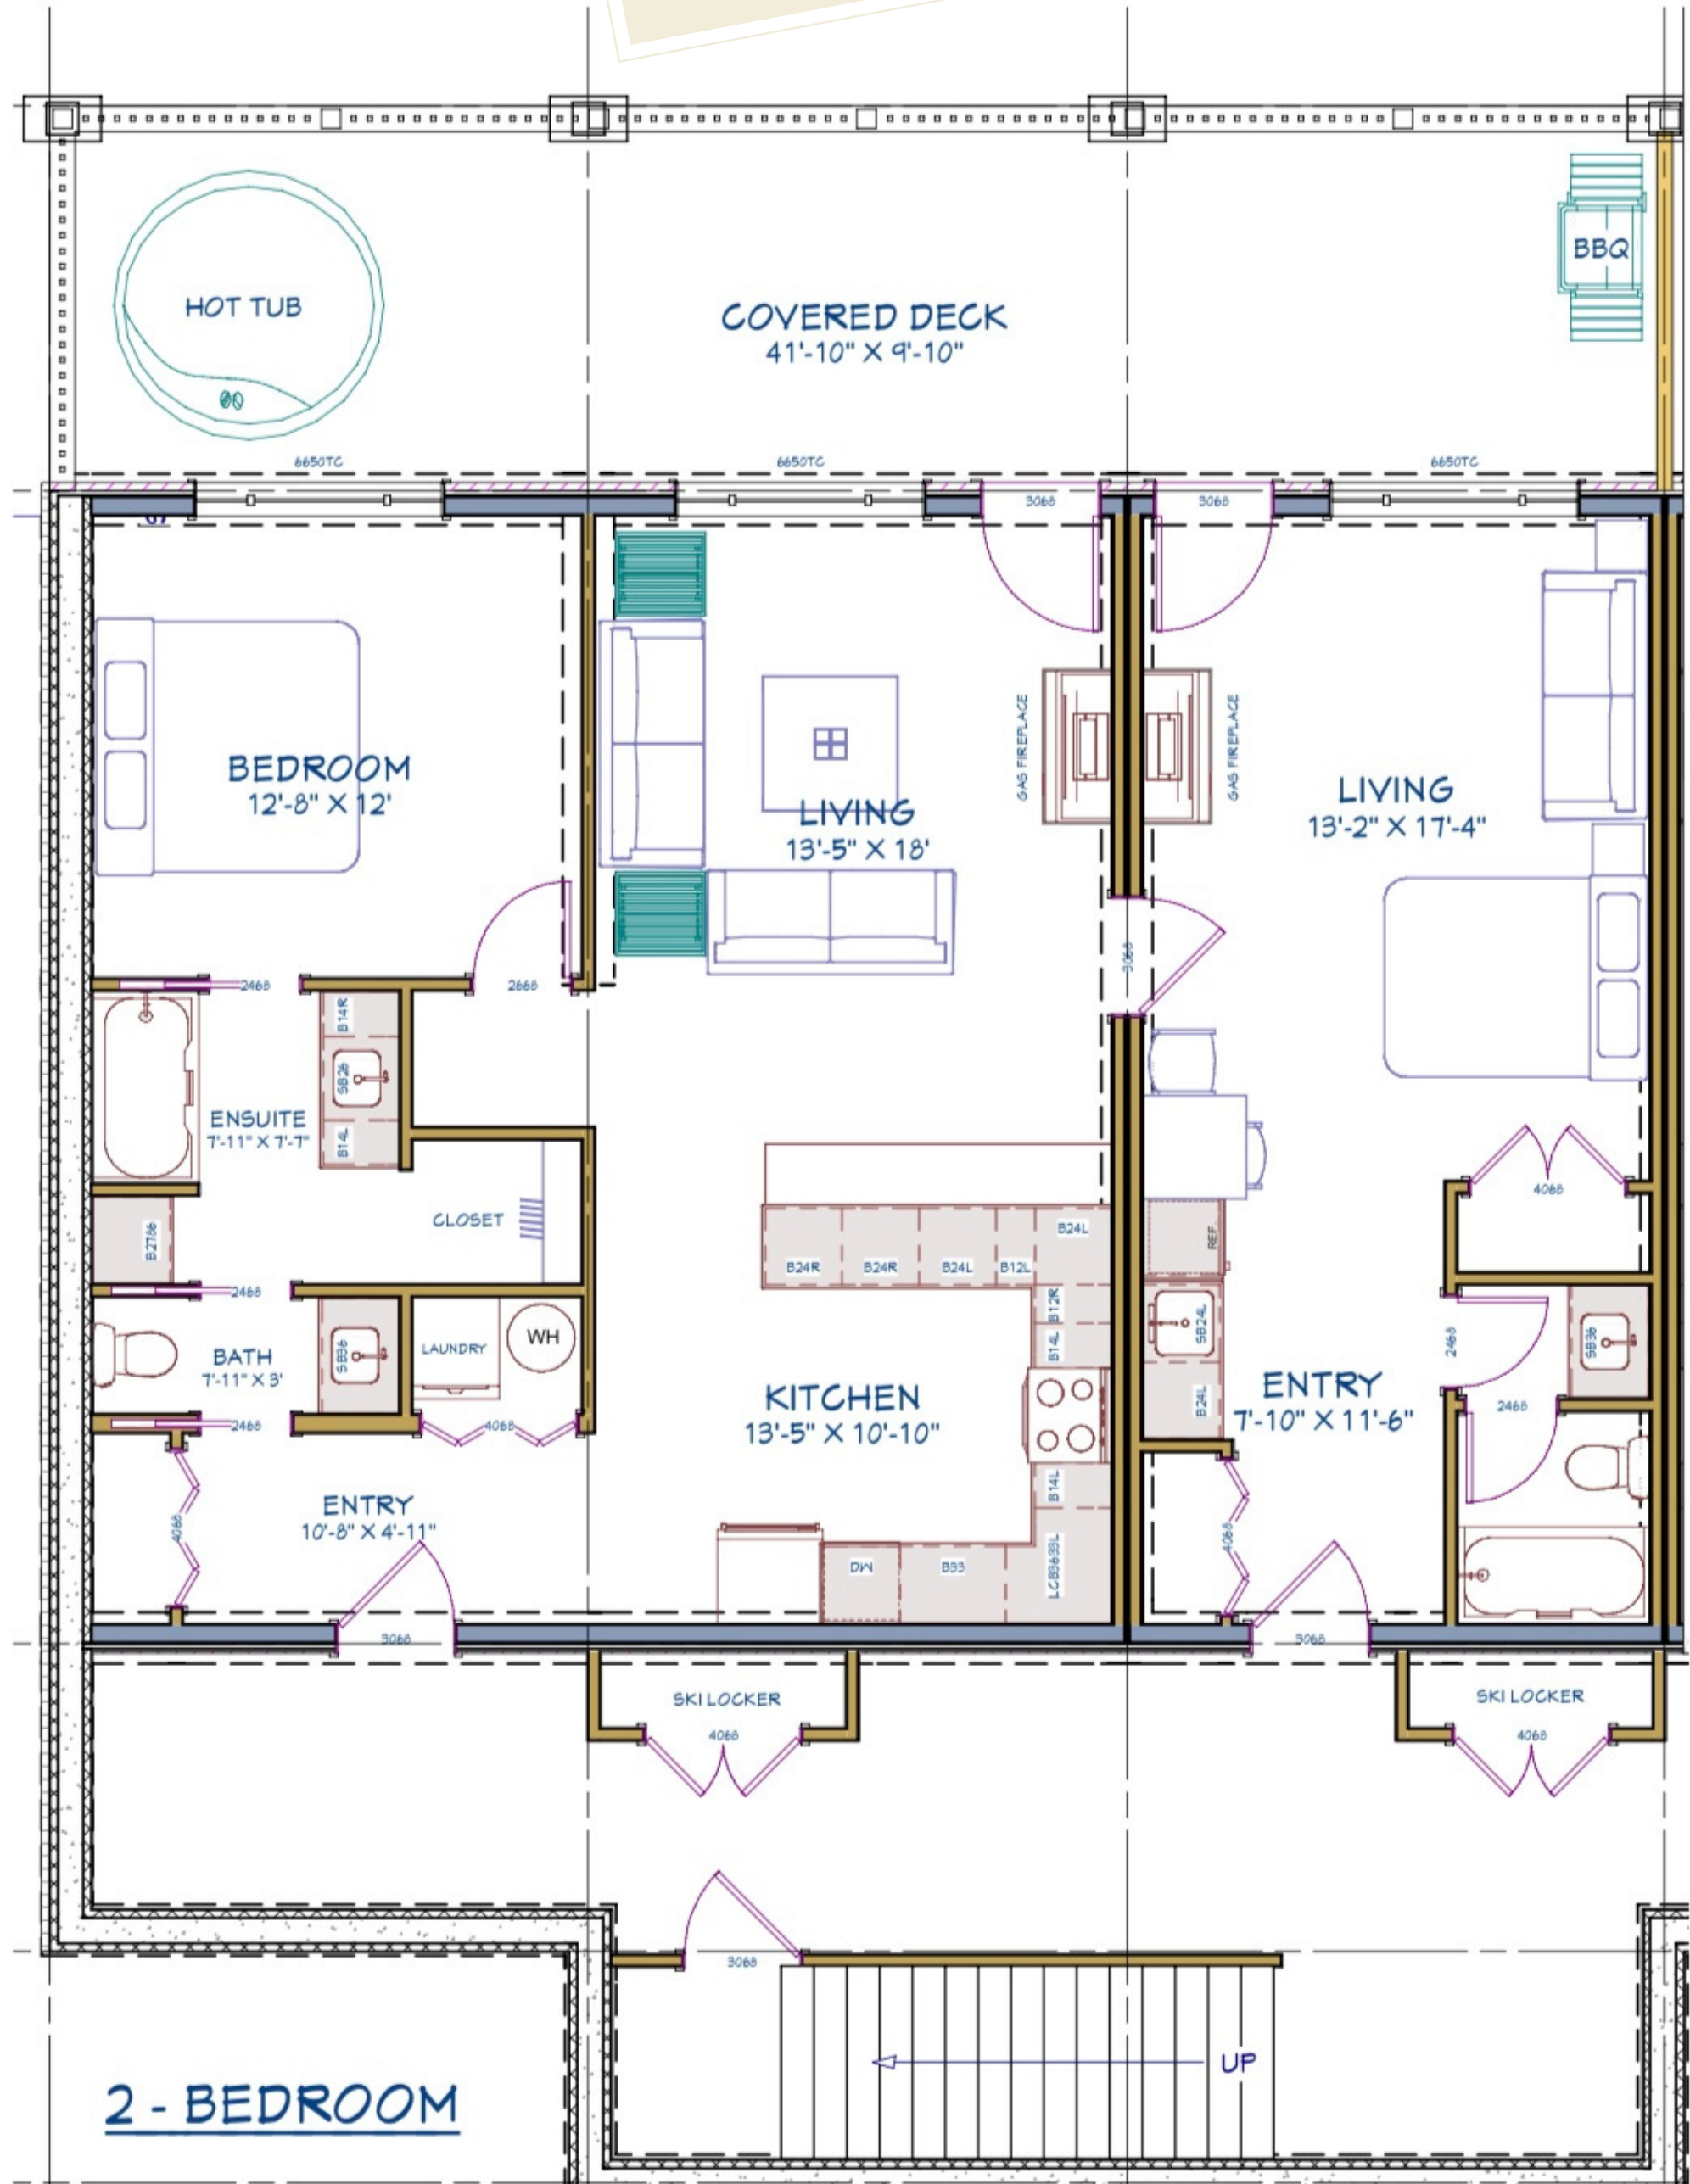 HOT TUB
COVERED DECK
41'-10" X 9'-10"
BBQ
6650TC
6650TC
6650TC
3068
3068
BEDROOM
12'-8" X 12'
LIVING
13'-5" X 18'
GAS FIREPLACE
GAS FIREPLACE
LIVING
13'-2" X 17'-4"
3068
2468
2668
B14R
SB26
B14L
ENSUITE
7'-11" X 7'-7"
B2786
CLOSET
4068
B24L
B24R
B24R
B24L
B12L
B12R
B14L
REF.
SB24L
B24L
2468
BATH
7'-11" X 3'
SB36
LAUNDRY
WH
2468
4068
KITCHEN
13'-5" X 10'-10"
ENTRY
7'-10" X 11'-6"
2468
SB36
2468
ENTRY
10'-8" X 4'-11"
4068
B14L
LCB3633L
DW
B33
4068
3068
3068
SKI LOCKER
4068
SKI LOCKER
4068
3068
UP
2 - BEDROOM